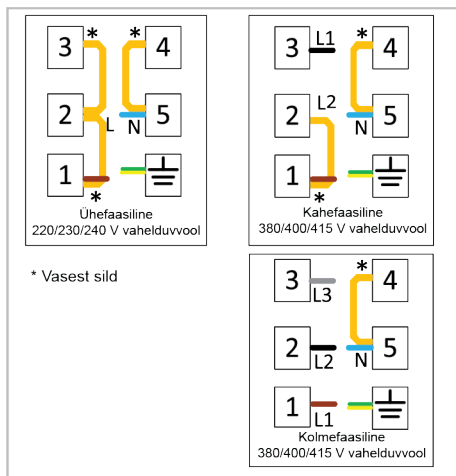 3 * * 4
2 L N 5
1 *
Ühefaasiline
220/230/240 V vahelduvvool
3 L1 * 4
2 L2 N 5
1 *
Kahefaasiline
380/400/415 V vahelduvvool
* Vasest sild
3 L3 * 4
2 L2 N 5
1 L1
Kolmefaasiline
380/400/415 V vahelduvvool